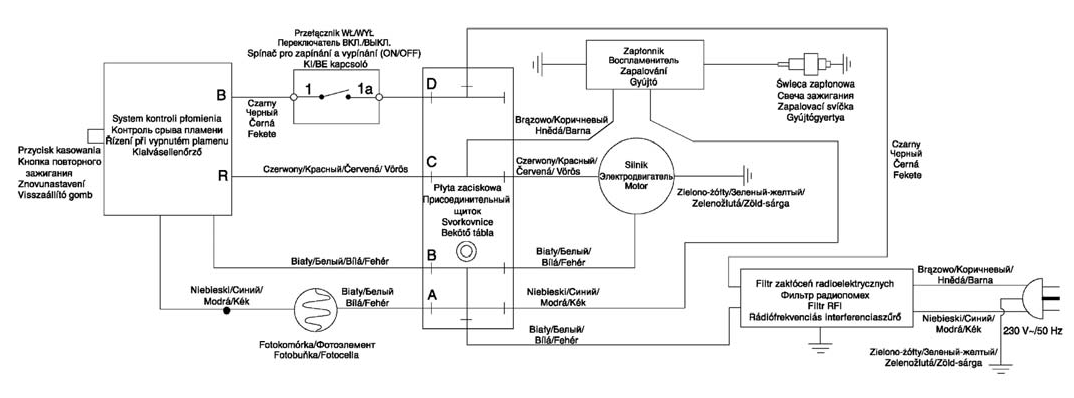 Przełącznik WŁ/WYŁ
Переключатель ВКЛ./ВЫКЛ.
Spínač pro zapínání a vypínání (ON/OFF)
KI/BE kapcsoló
1
1a
B
Czarny
Черный
Černá
Fekete
System kontroli płomienia
Контроль срыва пламени
Řízení při vypnutém plamenu
Kialvásellenőrző
R
Przycisk kasowania
Кнопка повторного
зажигания
Znovunastavení
Visszaállító gomb
Czerwony/Красный/Červená/ Vörös
D
C
Płyta zaciskowa
Присоединительный
щиток
Svorkovnice
Bekötő tábla
B
A
Zapłonnik
Воспламенитель
Zapalování
Gyújtó
Świeca zapłonowa
Свеча зажигания
Zapalovací svíčka
Gyújtógyertya
Brązowy/Коричневый/
Hnědá/Barna
Czerwony/Красный/
Červená/ Vörös
Silnik
Электродвигатель
Motor
Zielono-żółty/Зеленый-желтый/
Zelenožlutá/Zöld-sárga
Czarny
Черный
Černá
Fekete
Biały/Белый/Bílá/Fehér
Biały/Белый/
Bílá/Fehér
Niebieski/Синий/
Modrá/Kék
Biały/Белый
Bílá/Fehér
Niebieski/Синий/
Modrá/Kék
Biały/Белый/
Bílá/Fehér
Fotokomórka/Фотоэлемент
Fotobuňka/Fotocella
Filtr zakłóceń radioelektrycznych
Фильтр радиопомех
Filtr RFI
Rádiófrekvenciás interferenciaszűrő
Brązowo/Коричневый/
Hnědá/Barna
Niebieski/Синий/
Modrá/Kék
230 V~/50 Hz
Zielono-żółty/Зеленый-желтый/
Zelenožlutá/Zöld-sárga